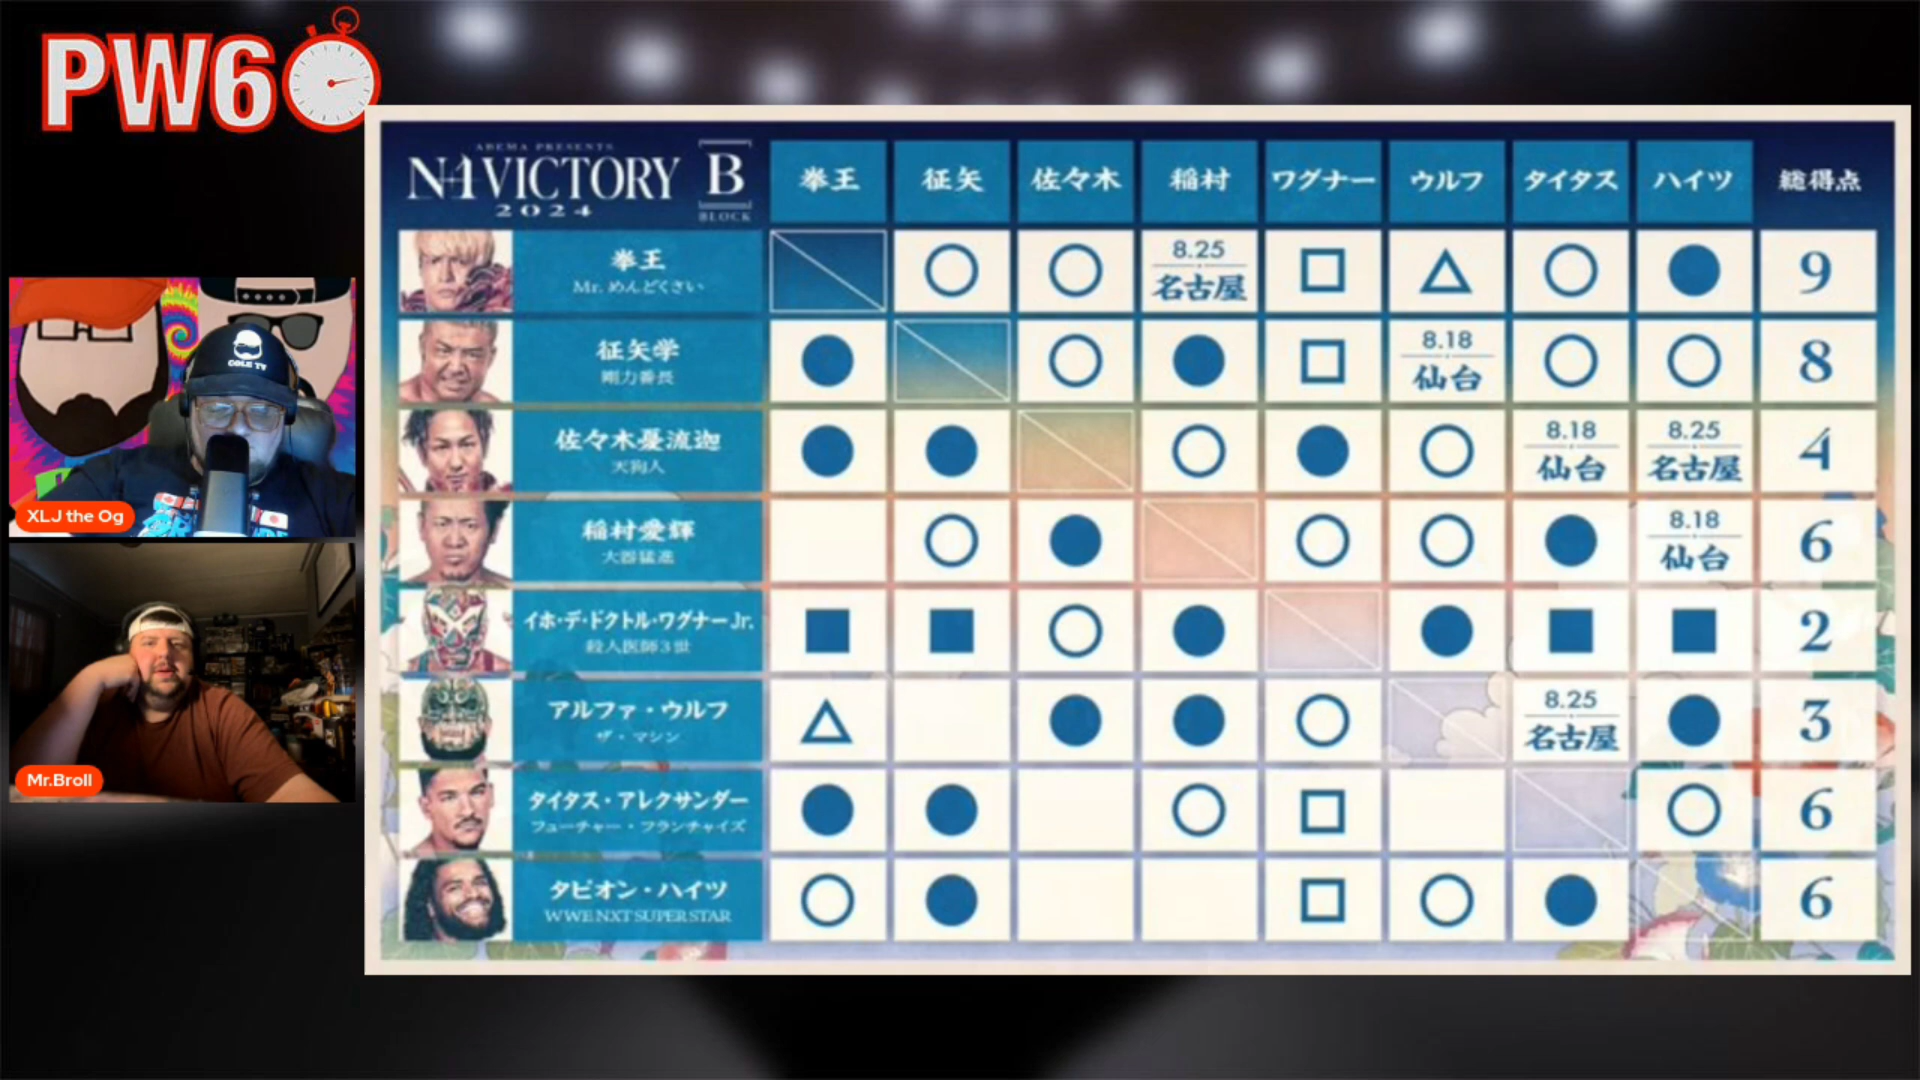 PW60
ABEMA PRESENTS
N-1 VICTORY
2024
B
BLOCK
拳王
征矢
佐々木
稲村
ワグナー
ウルフ
タイタス
ハイツ
総得点
拳王
Mr.めんどくさい
8.25
名古屋
9
征矢学
剛力番長
8.18
仙台
8
佐々木憂流迦
天狗人
8.18
仙台
8.25
名古屋
4
稲村愛輝
大器猛進
8.18
仙台
6
イホ・デ・ドクトル・ワグナーJr.
殺人医師3世
2
アルファ・ウルフ
ザ・マシン
8.25
名古屋
3
タイタス・アレクサンダー
フューチャー・フランチャイズ
6
タビオン・ハイツ
WWE NXT SUPERSTAR
6
COLE TV
XLJ the Og
Mr.Broll